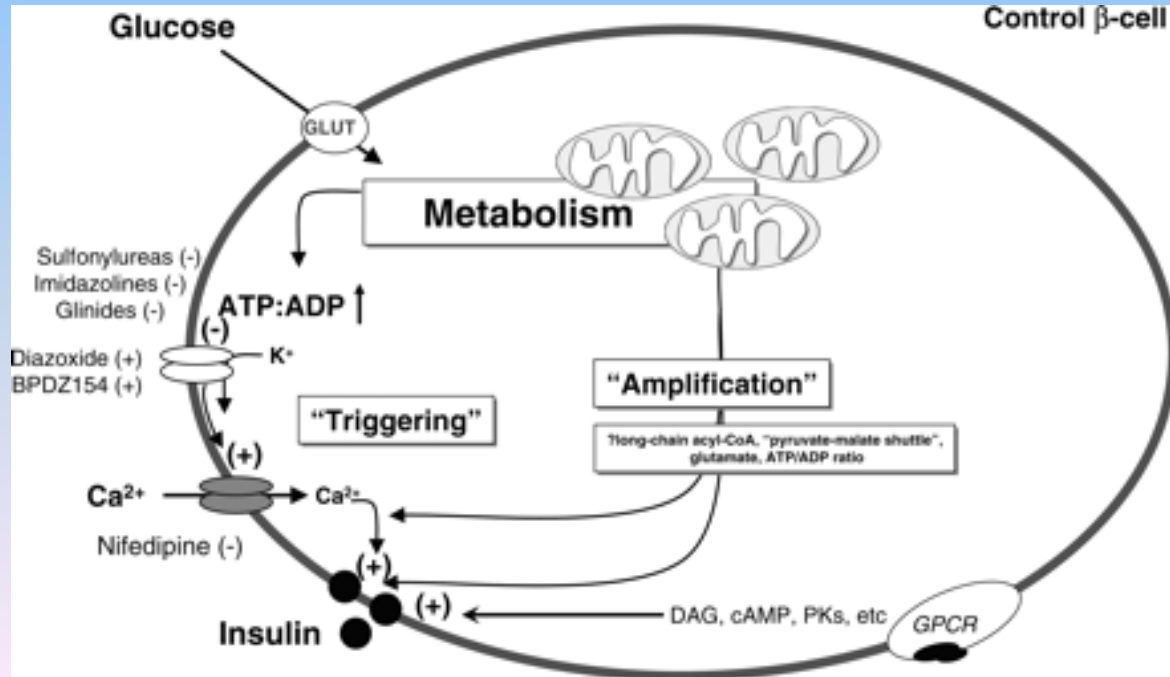 Control β-cell
Glucose
GLUT
Metabolism
Sulfonylureas (-)
Imidazolines (-)
Glinides (-)
ATP:ADP
(-)
K⁺
Diazoxide (+)
BPDZ154 (+)
"Triggering"
"Amplification"
?long-chain acyl-CoA, "pyruvate-malate shuttle",
glutamate, ATP/ADP ratio
(+)
Ca²⁺
Ca²⁺
Nifedipine (-)
(+)
(+)
DAG, cAMP, PKs, etc
GPCR
Insulin